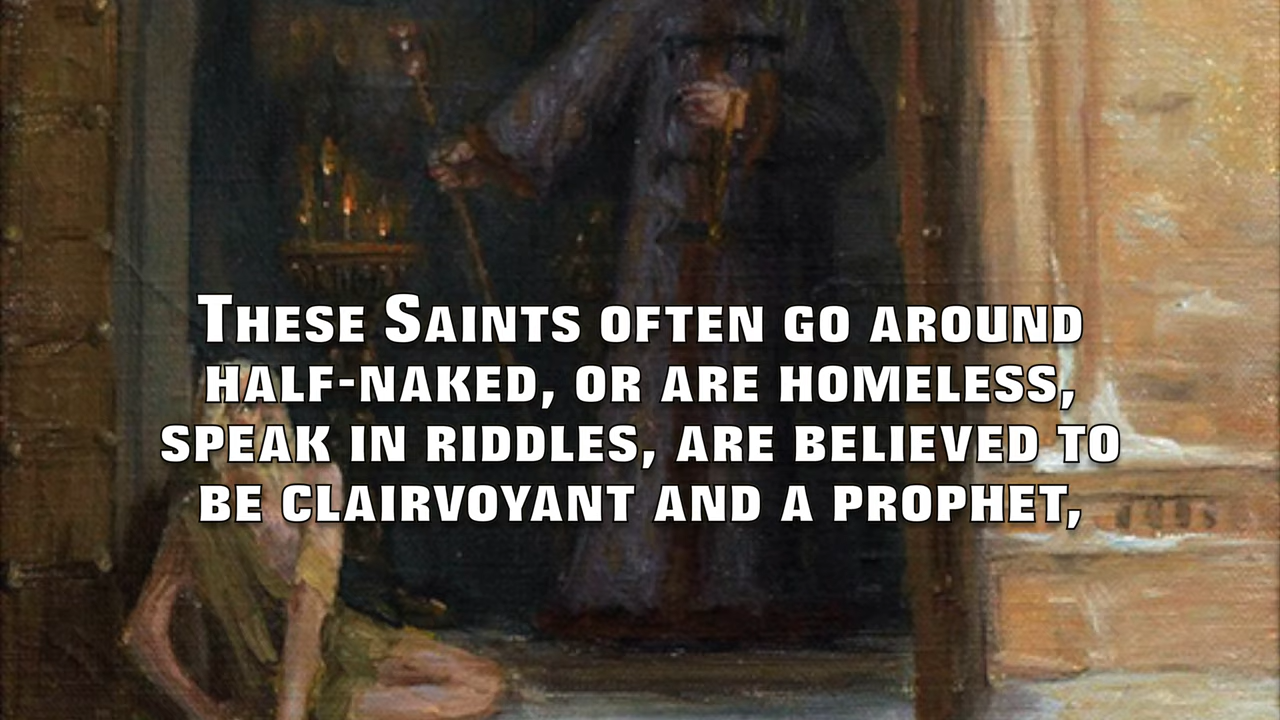 These Saints often go around
half-naked, or are homeless,
speak in riddles, are believed to
be clairvoyant and a prophet,